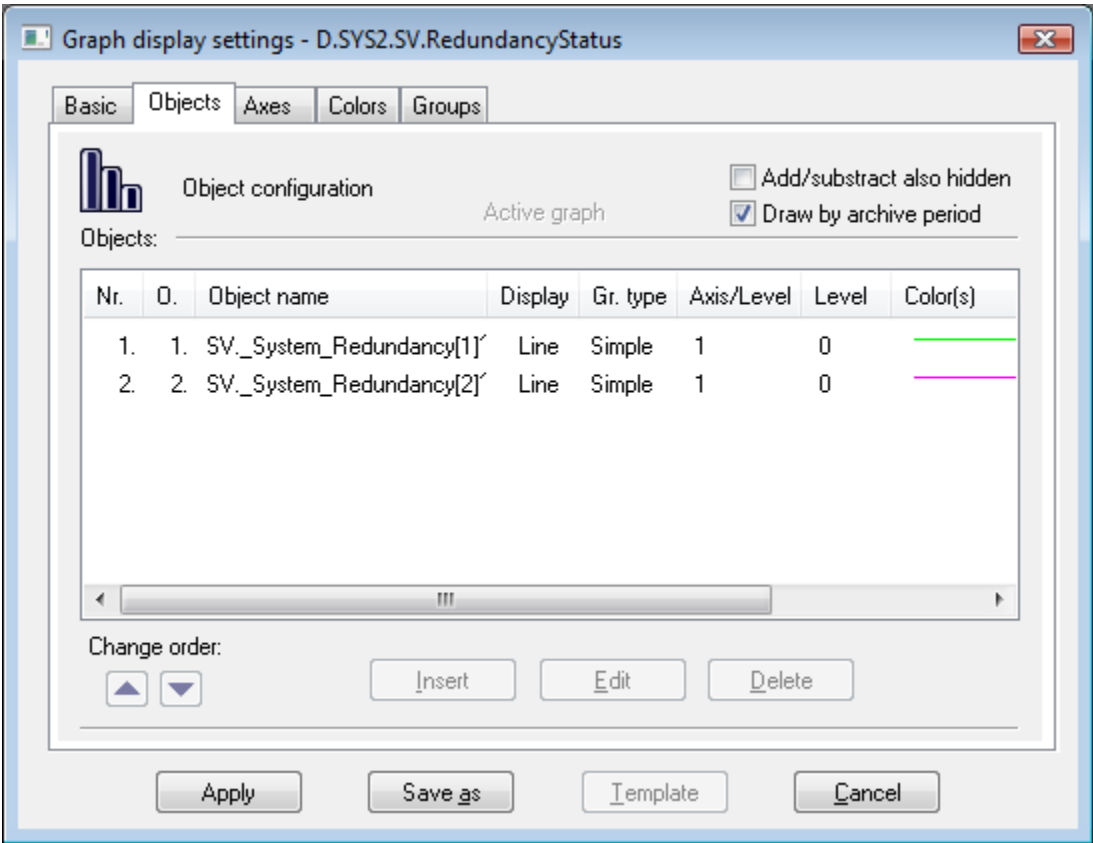 Graph display settings - D.SYS2.SV.RedundancyStatus
Basic Objects Axes Colors Groups
Object configuration
Add/substract also hidden
Active graph
Draw by archive period
Objects:
Nr. O. Object name Display Gr. type Axis/Level Level Color(s)
1. 1. SV._System_Redundancy[1]^ Line Simple 1 0
2. 2. SV._System_Redundancy[2]^ Line Simple 1 0
Change order:
Insert Edit Delete
Apply Save as Template Cancel